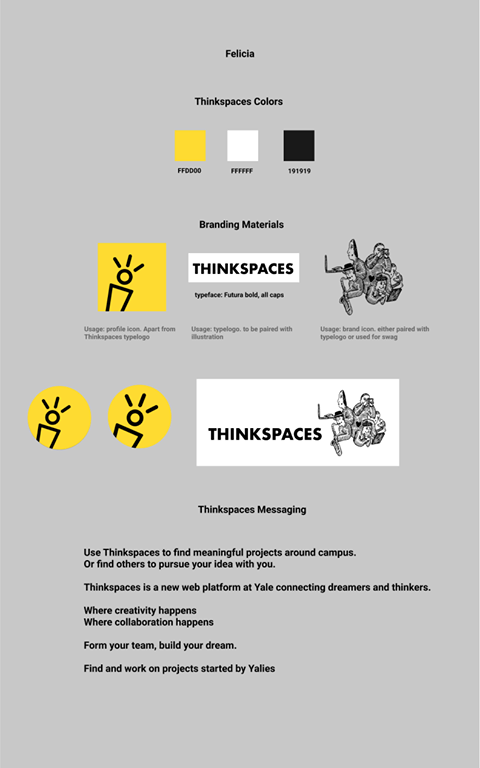 Felicia
Thinkspaces Colors
FFDD00
FFFFFF
191919
Branding Materials
THINKSPACES
typeface: Futura bold, all caps
Usage: profile icon. Apart from
Thinkspaces typelogo
Usage: typelogo. to be paired with
illustration
Usage: brand icon. either paired with
typelogo or used for swag
THINKSPACES
Thinkspaces Messaging
Use Thinkspaces to find meaningful projects around campus.
Or find others to pursue your idea with you.
Thinkspaces is a new web platform at Yale connecting dreamers and thinkers.
Where creativity happens
Where collaboration happens
Form your team, build your dream.
Find and work on projects started by Yalies